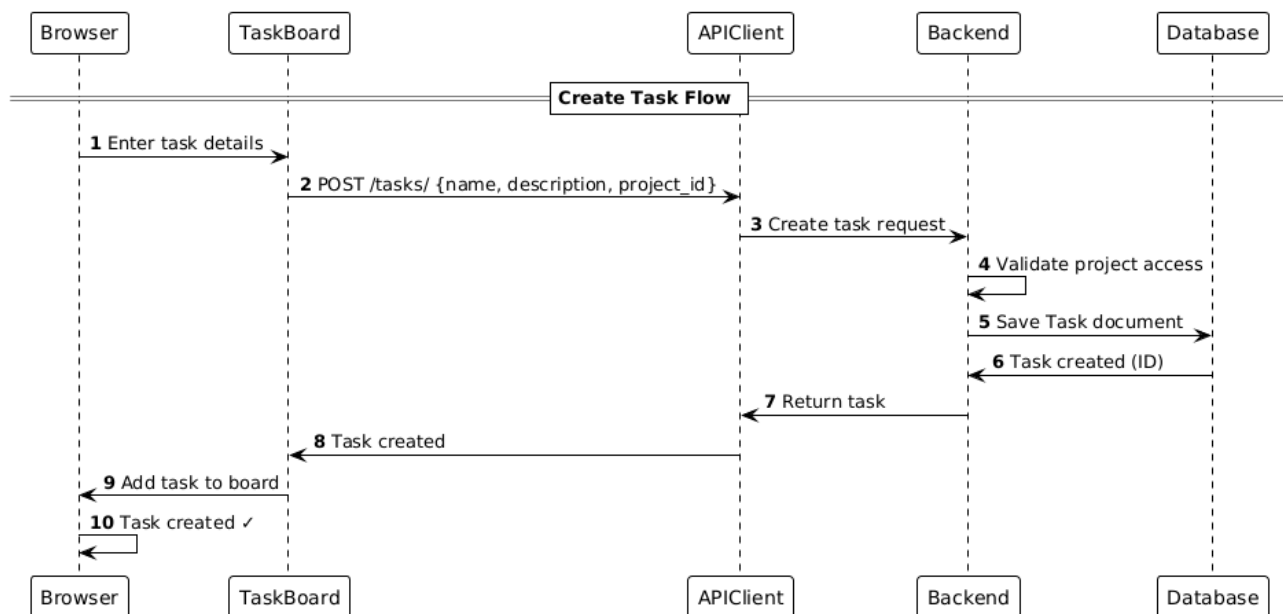 Browser TaskBoard APIClient Backend Database
Create Task Flow
1 Enter task details
2 POST /tasks/ {name, description, project_id}
3 Create task request
4 Validate project access
5 Save Task document
6 Task created (ID)
7 Return task
8 Task created
9 Add task to board
10 Task created ✓
Browser TaskBoard APIClient Backend Database